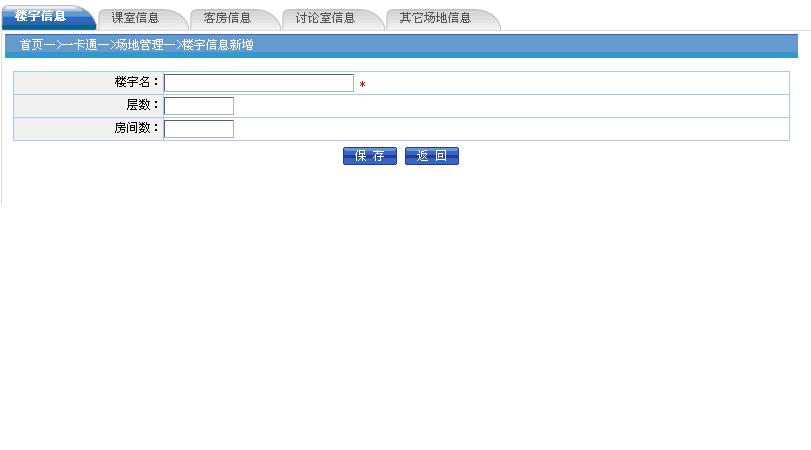 楼宇信息 课室信息 客房信息 讨论室信息 其它场地信息
首页—>一卡通—>场地管理—>楼宇信息新增
楼宇名： *
层数：
房间数：
保 存 返 回